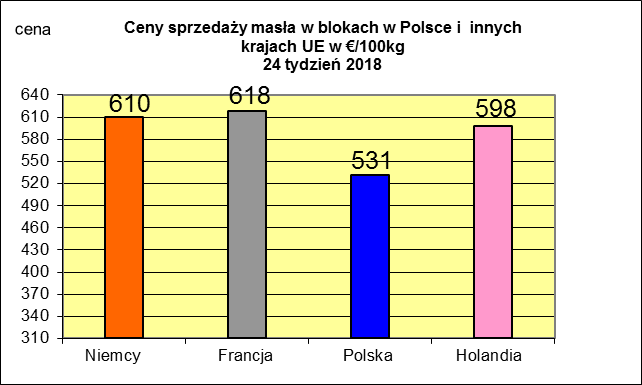 cena
Ceny sprzedaży masła w blokach w Polsce i innych
krajach UE w €/100kg
24 tydzień 2018
640
610
580
550
520
490
460
430
400
370
340
310
610
618
531
598
Niemcy
Francja
Polska
Holandia